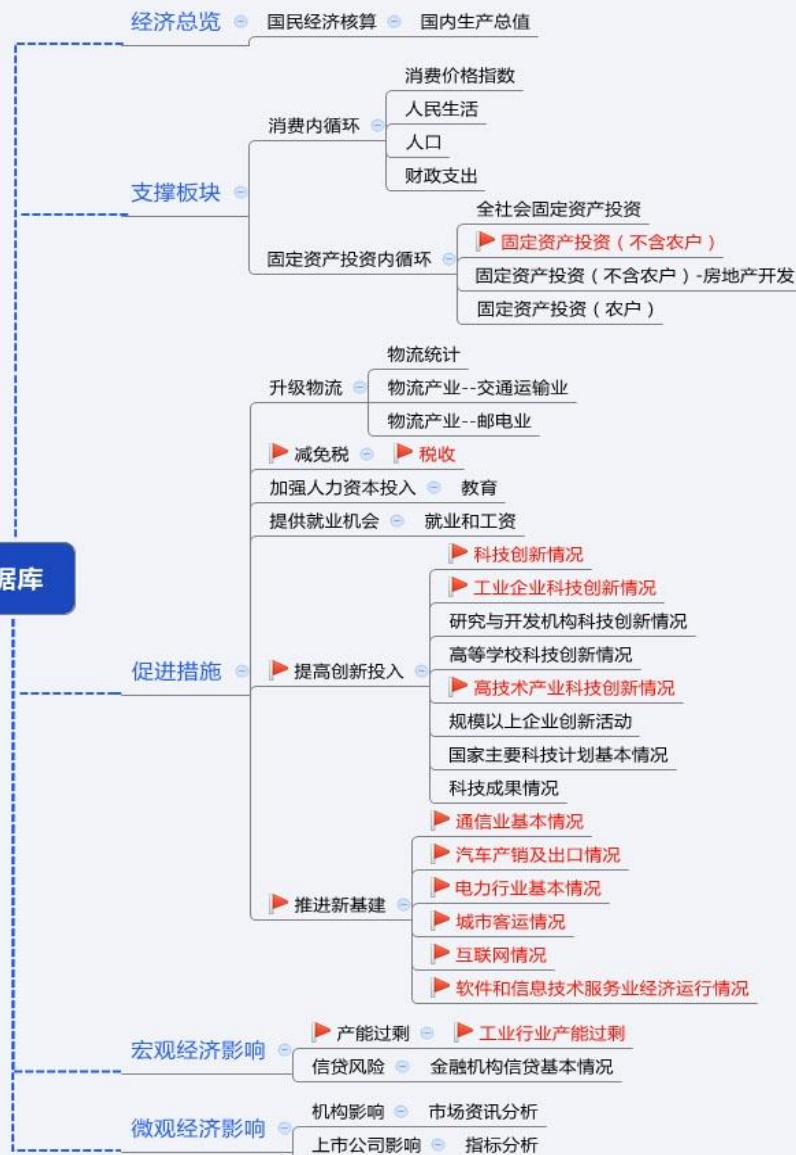 经济总览
国民经济核算
国内生产总值
支撑板块
消费内循环
消费价格指数
人民生活
人口
财政支出
固定资产投资内循环
全社会固定资产投资
固定资产投资（不含农户）
固定资产投资（不含农户）-房地产开发
固定资产投资（农户）
据库
促进措施
升级物流
物流统计
物流产业--交通运输业
物流产业--邮电业
减免税
税收
加强人力资本投入
教育
提供就业机会
就业和工资
提高创新投入
科技创新情况
工业企业科技创新情况
研究与开发机构科技创新情况
高等学校科技创新情况
高技术产业科技创新情况
规模以上企业创新活动
国家主要科技计划基本情况
科技成果情况
推进新基建
通信业基本情况
汽车产销及出口情况
电力行业基本情况
城市客运情况
互联网情况
软件和信息技术服务业经济运行情况
宏观经济影响
产能过剩
工业行业产能过剩
信贷风险
金融机构信贷基本情况
微观经济影响
机构影响
市场资讯分析
上市公司影响
指标分析